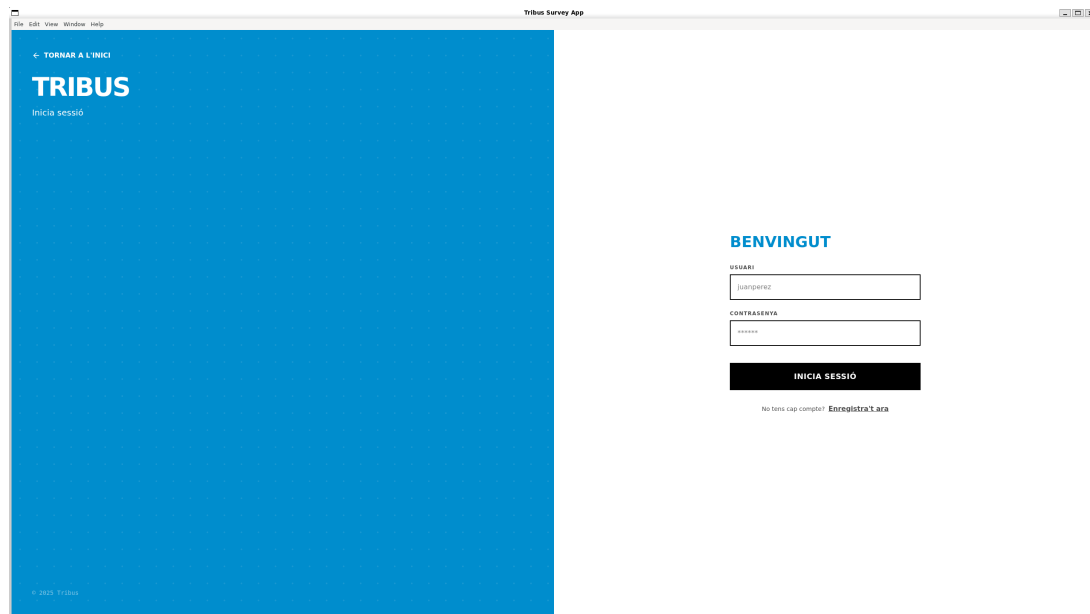 Tribus Survey App
File Edit View Window Help
← TORNAR A L'INICI
TRIBUS
Inicia sessió
BENVINGUT
USUARI
juanperez
CONTRASENYA
******
INICIA SESSIÓ
No tens cap compte? Enregistra't ara
© 2025 Tribus